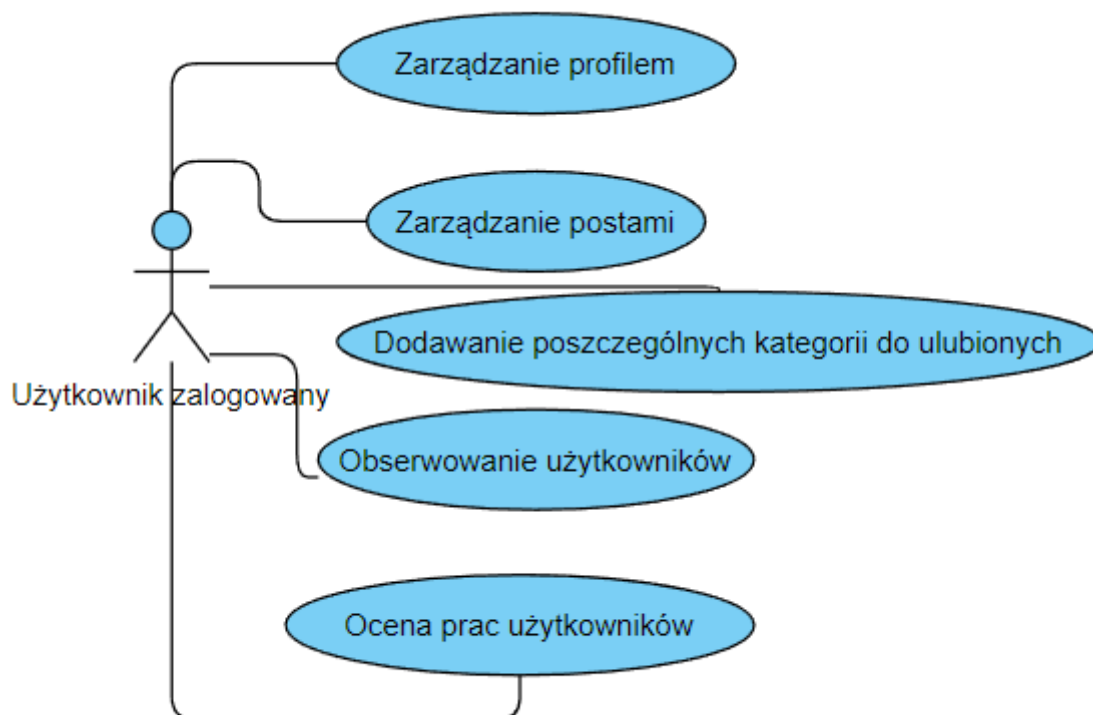 Zarządzanie profilem
Zarządzanie postami
Dodawanie poszczególnych kategorii do ulubionych
Użytkownik zalogowany
Obserwowanie użytkowników
Ocena prac użytkowników